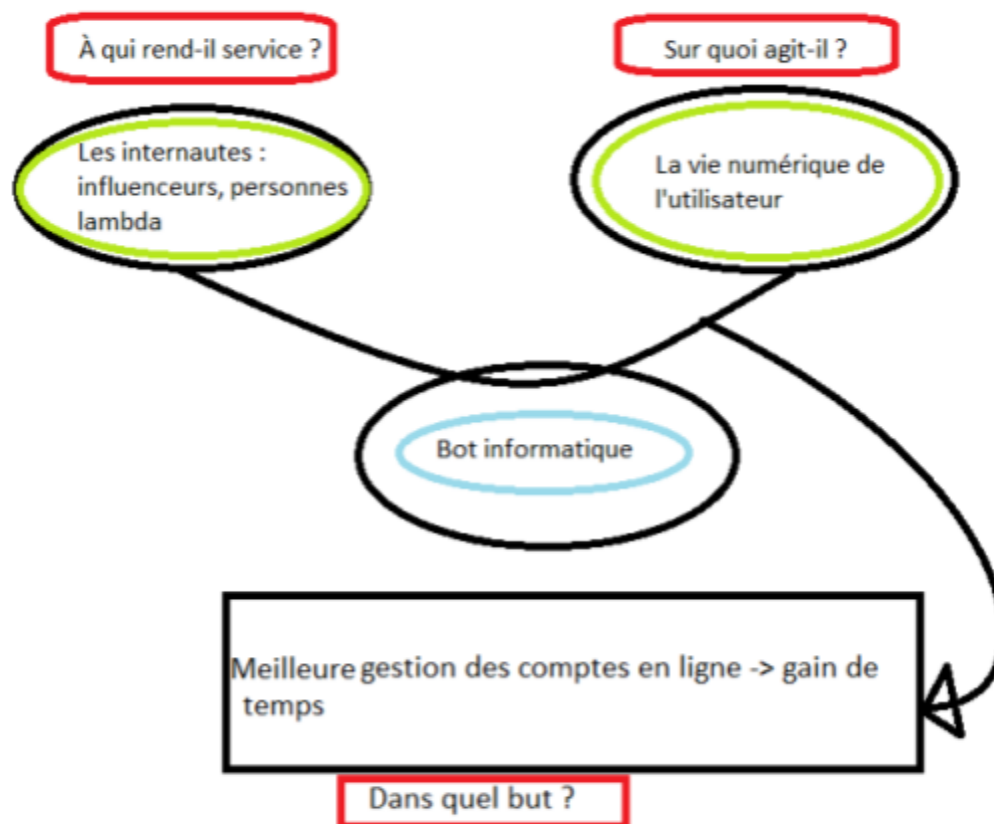 À qui rend-il service ?
Sur quoi agit-il ?
Les internautes :
influenceurs, personnes
lambda
La vie numérique de
l'utilisateur
Bot informatique
Meilleure gestion des comptes en ligne -> gain de
temps
Dans quel but ?